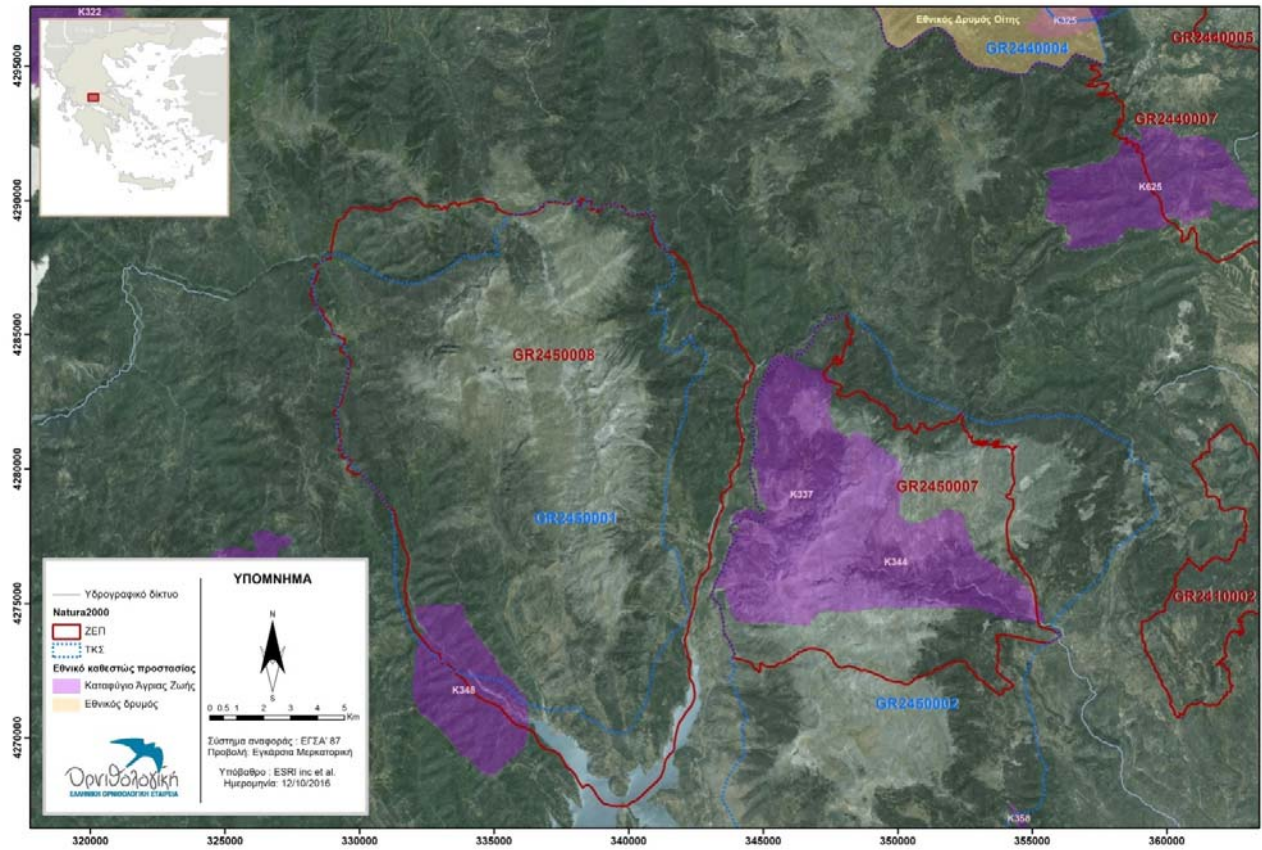 K322
Εθνικός Δρυμός Οίτης
K325
GR2440004
GR2440005
GR2440007
K625
GR2450008
GR2450001
K337
GR2450007
K344
GR2410002
K348
GR2450002
K358
4295000
4290000
4285000
4280000
4275000
4270000
320000
325000
330000
335000
340000
345000
350000
355000
360000
ΥΠΟΜΝΗΜΑ
Υδρογραφικό δίκτυο
Natura2000
ΖΕΠ
ΤΚΣ
Εθνικό καθεστώς προστασίας
Καταφύγιο Άγριας Ζωής
Εθνικός δρυμός
N
S
0 0.5 1 2 3 4 5
Km
Σύστημα αναφοράς : ΕΓΣΑ' 87
Προβολή: Εγκάρσια Μερκατορική
Υπόβαθρο : ESRI inc et al.
Ημερομηνία: 12/10/2016
Ορνιθολογική
ΕΛΛΗΝΙΚΗ ΟΡΝΙΘΟΛΟΓΙΚΗ ΕΤΑΙΡΕΙΑ